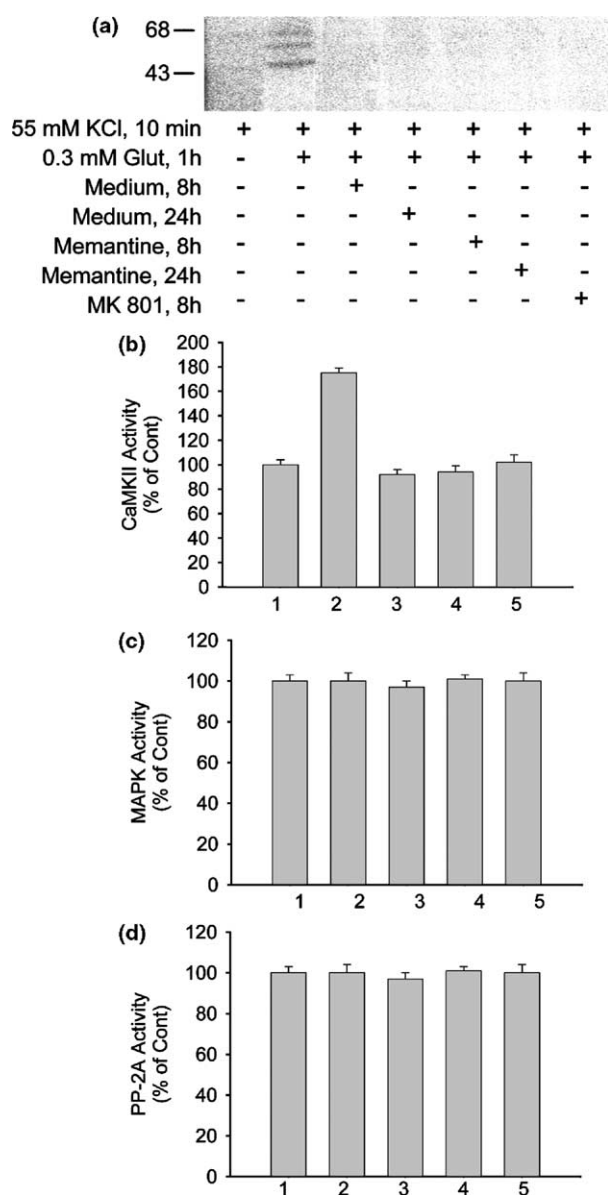 (a)
68 —
43 —
55 mM KCl, 10 min + + + + + + +
0.3 mM Glut, 1h - + + + + + +
Medium, 8h - - + - - - -
Medium, 24h - - - + - - -
Memantine, 8h - - - - + - -
Memantine, 24h - - - - - + -
MK 801, 8h - - - - - - +
(b)
CaMKII Activity
(% of Cont)
200
180
160
140
120
100
80
60
40
20
0
1 2 3 4 5
(c)
MAPK Activity
(% of Cont)
120
100
80
60
40
20
0
1 2 3 4 5
(d)
PP-2A Activity
(% of Cont)
120
100
80
60
40
20
0
1 2 3 4 5